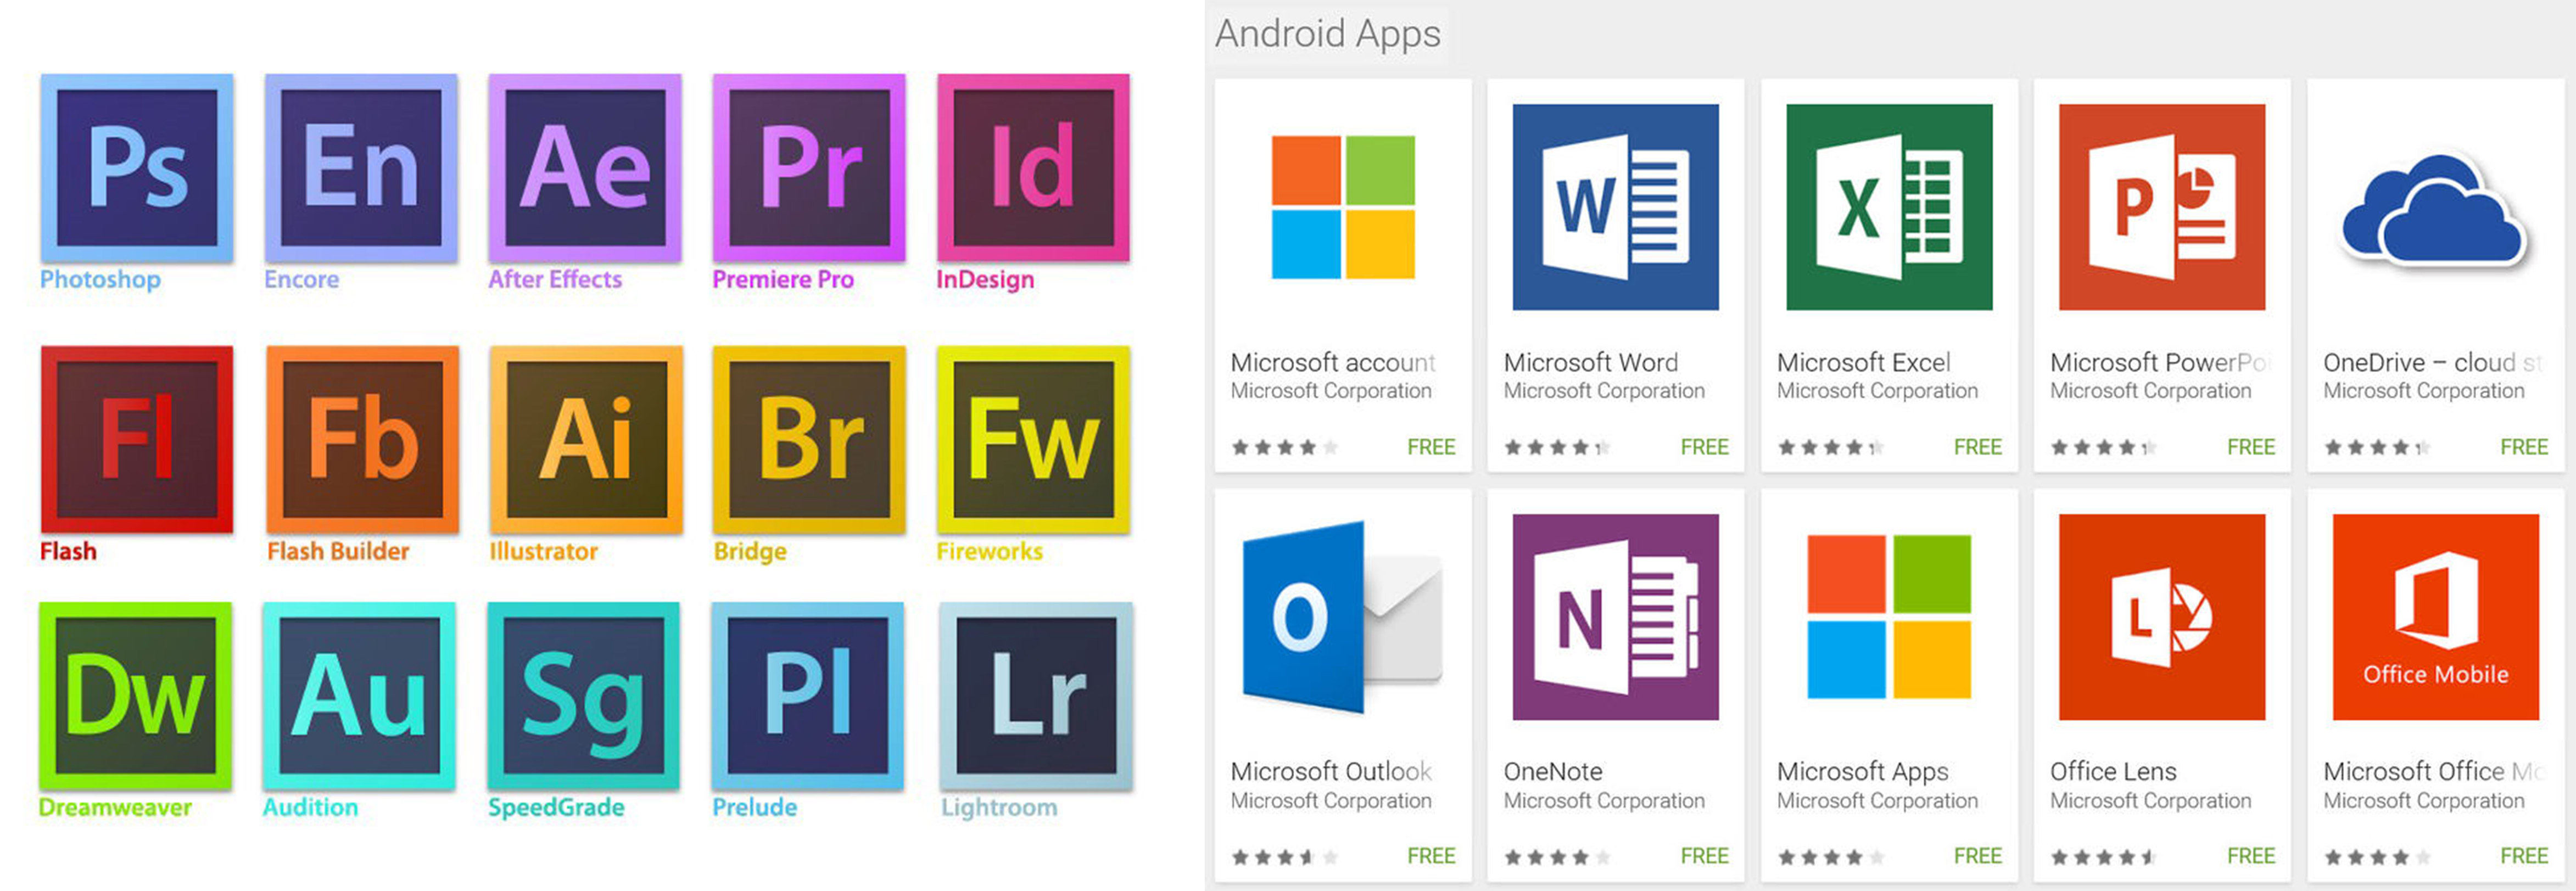 Ps En Ae Pr Id
Photoshop Encore After Effects Premiere Pro InDesign
Fl Fb Ai Br Fw
Flash Flash Builder Illustrator Bridge Fireworks
Dw Au Sg Pl Lr
Dreamweaver Audition SpeedGrade Prelude Lightroom
Android Apps
W X P
Microsoft account Microsoft Word Microsoft Excel Microsoft PowerPoi OneDrive – cloud st
Microsoft Corporation Microsoft Corporation Microsoft Corporation Microsoft Corporation Microsoft Corporation
FREE FREE FREE FREE FREE
O N L
Office Mobile
Microsoft Outlook OneNote Microsoft Apps Office Lens Microsoft Office Mo
Microsoft Corporation Microsoft Corporation Microsoft Corporation Microsoft Corporation Microsoft Corporation
FREE FREE FREE FREE FREE